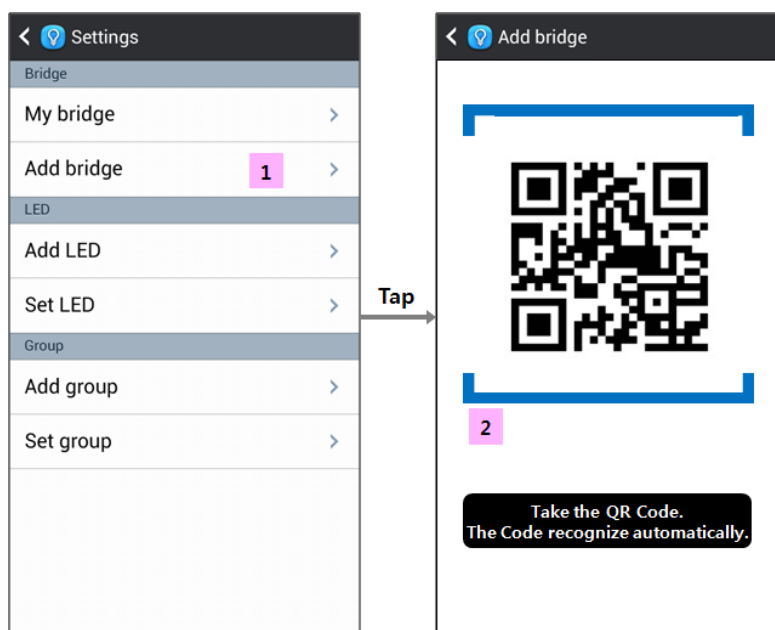 Settings
Bridge
My bridge
Add bridge
1
LED
Add LED
Set LED
Group
Add group
Set group
Tap
Add bridge
2
Take the QR Code.
The Code recognize automatically.